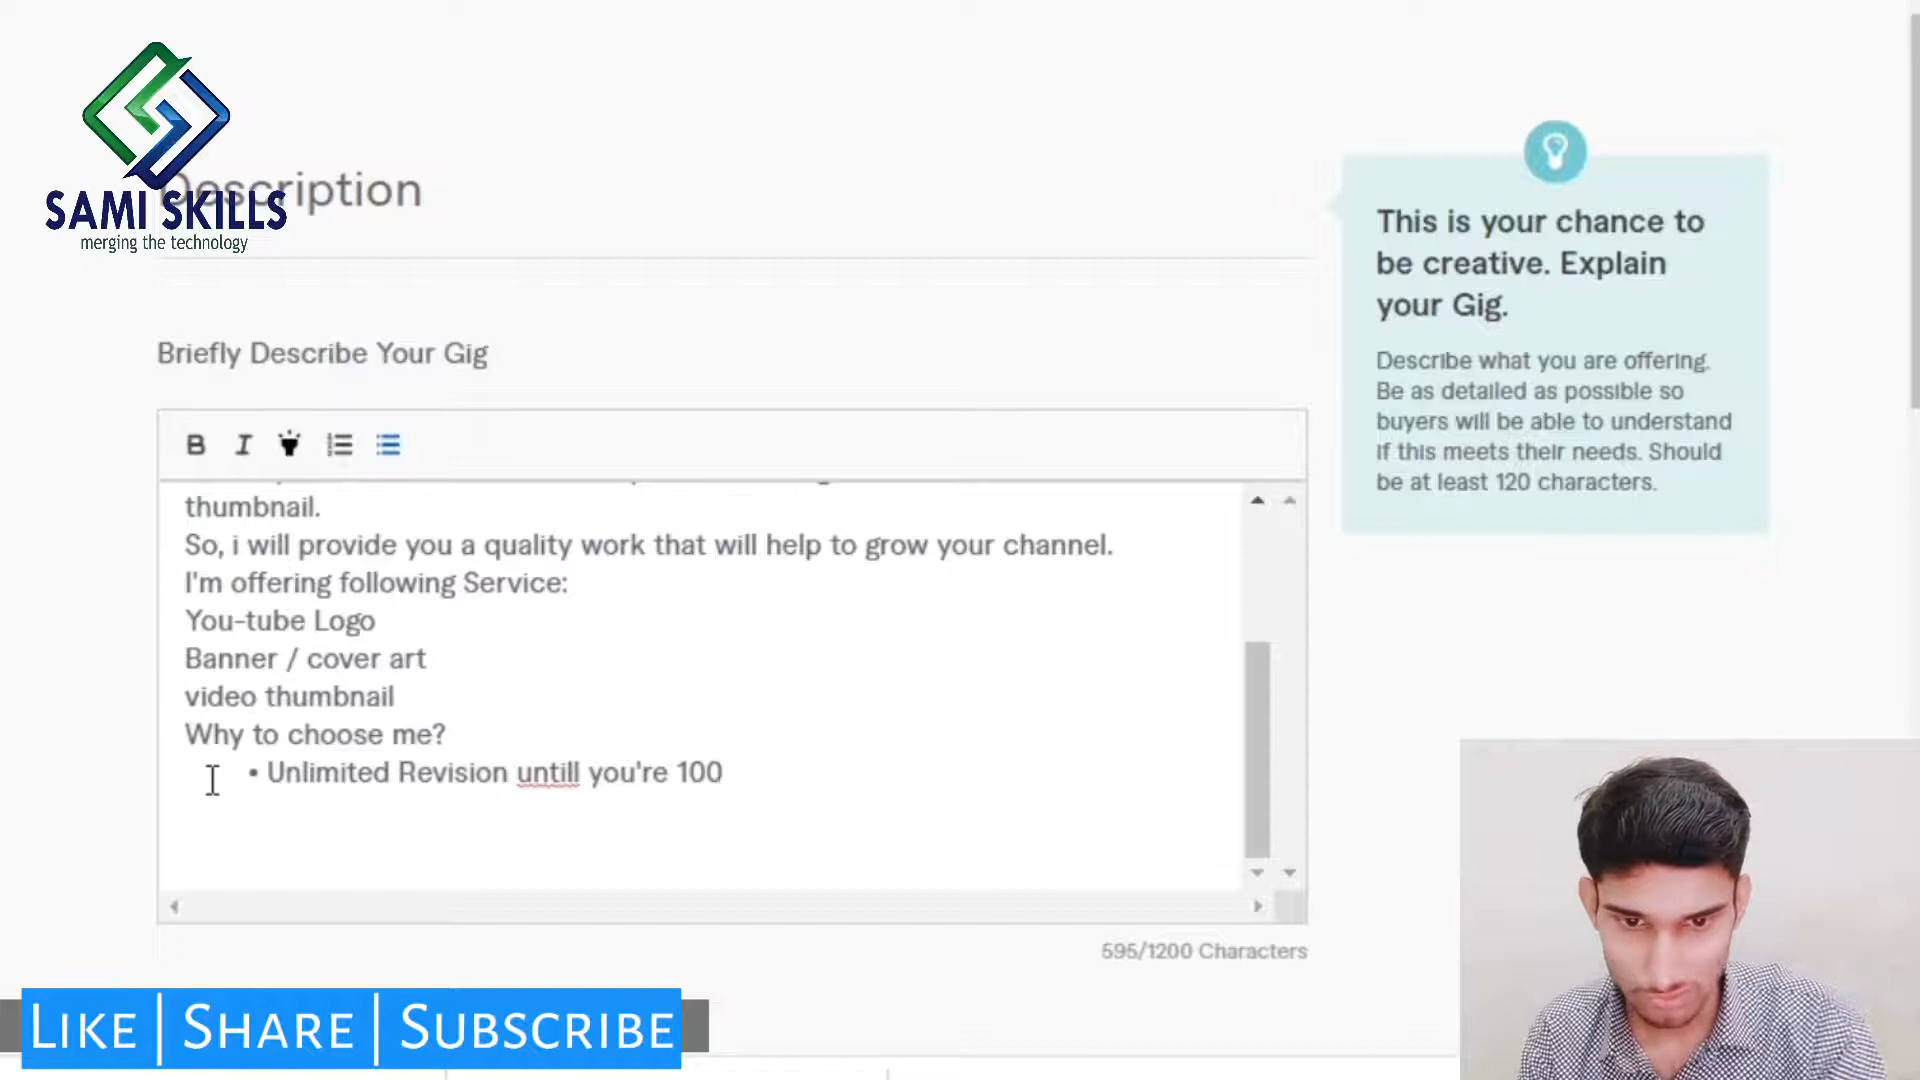 SAMI SKILLS
merging the technology
Description
Briefly Describe Your Gig
B I
thumbnail.
So, i will provide you a quality work that will help to grow your channel.
I'm offering following Service:
You-tube Logo
Banner / cover art
video thumbnail
Why to choose me?
• Unlimited Revision untill you're 100
595/1200 Characters
This is your chance to
be creative. Explain
your Gig.
Describe what you are offering.
Be as detailed as possible so
buyers will be able to understand
if this meets their needs. Should
be at least 120 characters.
LIKE | SHARE | SUBSCRIBE